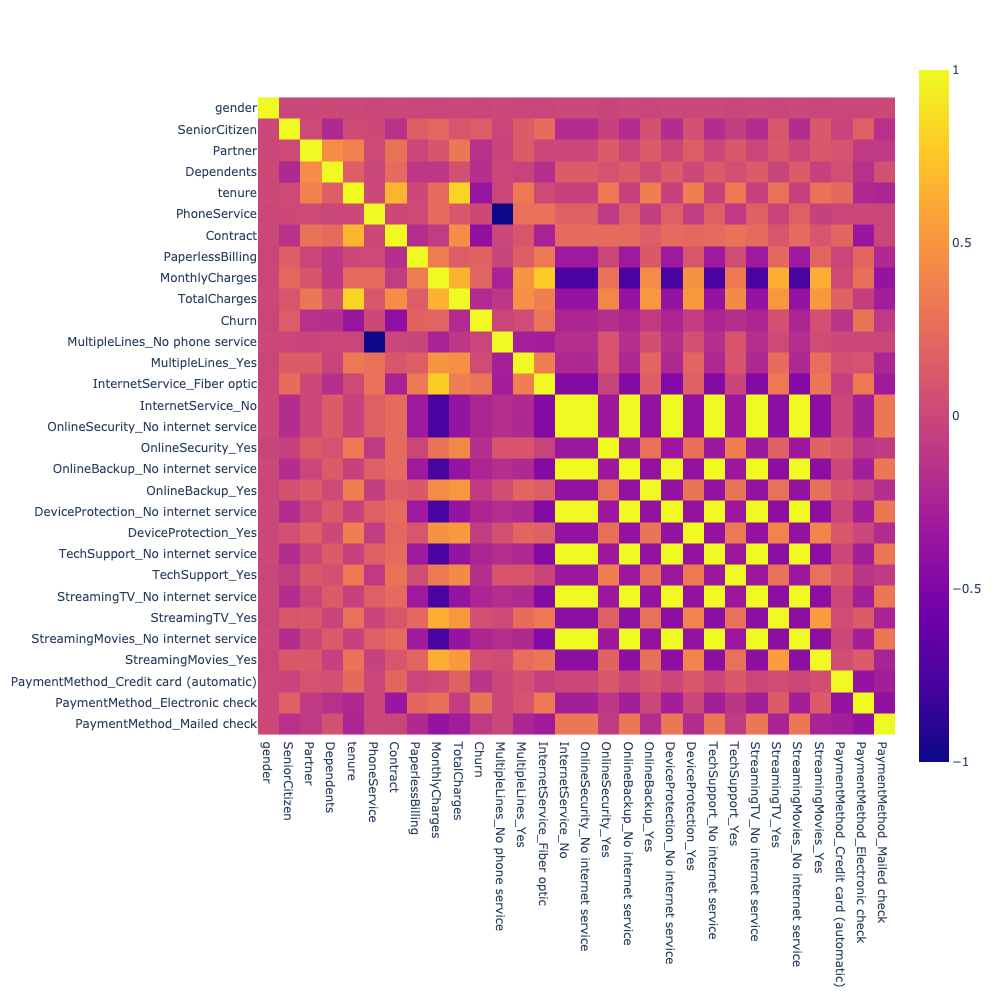 gender
SeniorCitizen
Partner
Dependents
tenure
PhoneService
Contract
PaperlessBilling
MonthlyCharges
TotalCharges
Churn
MultipleLines_No phone service
MultipleLines_Yes
InternetService_Fiber optic
InternetService_No
OnlineSecurity_No internet service
OnlineSecurity_Yes
OnlineBackup_No internet service
OnlineBackup_Yes
DeviceProtection_No internet service
DeviceProtection_Yes
TechSupport_No internet service
TechSupport_Yes
StreamingTV_No internet service
StreamingTV_Yes
StreamingMovies_No internet service
StreamingMovies_Yes
PaymentMethod_Credit card (automatic)
PaymentMethod_Electronic check
PaymentMethod_Mailed check
gender
SeniorCitizen
Partner
Dependents
tenure
PhoneService
Contract
PaperlessBilling
MonthlyCharges
TotalCharges
Churn
MultipleLines_No phone service
MultipleLines_Yes
InternetService_Fiber optic
InternetService_No
OnlineSecurity_No internet service
OnlineSecurity_Yes
OnlineBackup_No internet service
OnlineBackup_Yes
DeviceProtection_No internet service
DeviceProtection_Yes
TechSupport_No internet service
TechSupport_Yes
StreamingTV_No internet service
StreamingTV_Yes
StreamingMovies_No internet service
StreamingMovies_Yes
PaymentMethod_Credit card (automatic)
PaymentMethod_Electronic check
PaymentMethod_Mailed check
1
0.5
0
−0.5
−1